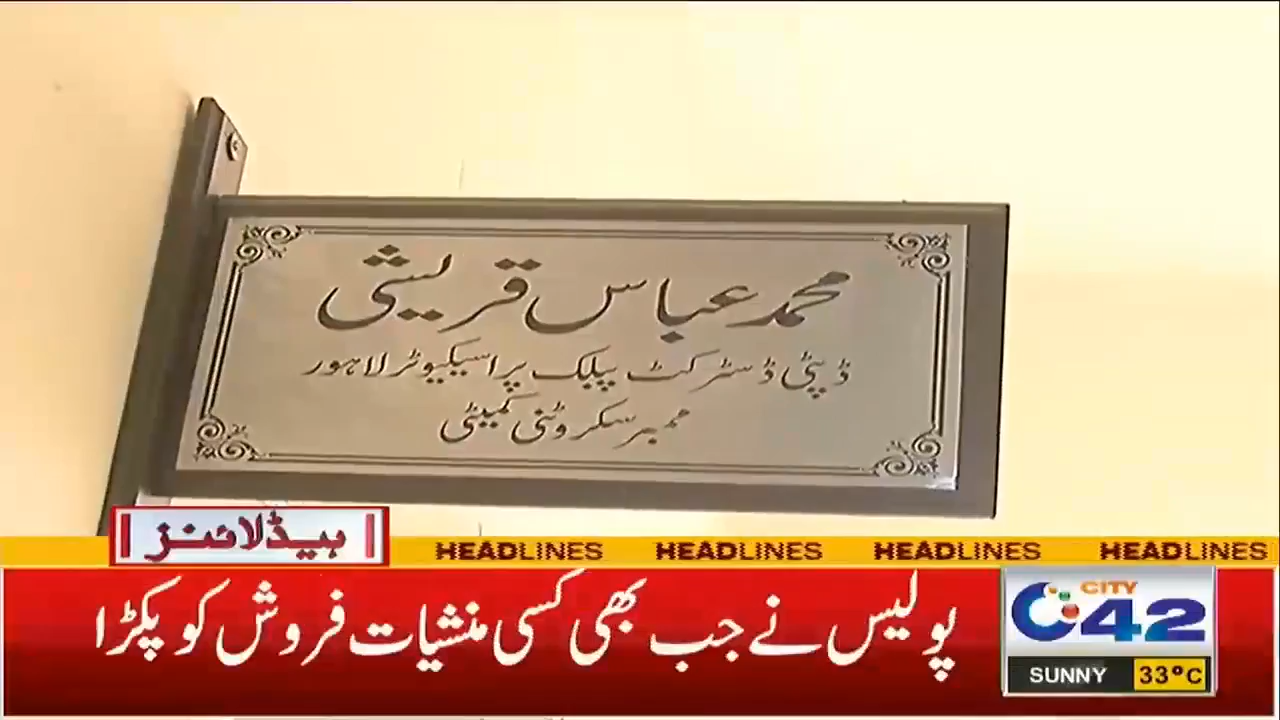 محمد عباس قریشی
ڈپٹی ڈسٹرکٹ پبلک پراسیکیوٹر لاہور
ممبر سکروٹنی کمیٹی
ہیڈلائنز
HEADLINES HEADLINES HEADLINES HEADLINES
پولیس نے جب بھی کسی منشیات فروش کو پکڑا
CITY
42
SUNNY 33°C